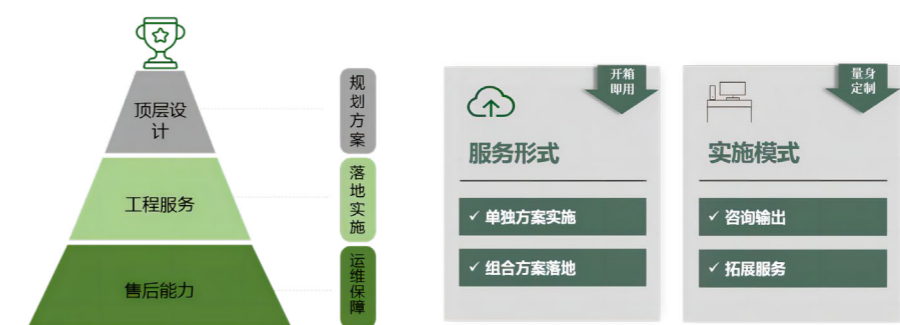 顶层设
计
工程服务
售后能力
规划方案
落地实施
运维保障
开箱
即用
服务形式
✓ 单独方案实施
✓ 组合方案落地
量身
定制
实施模式
✓ 咨询输出
✓ 拓展服务